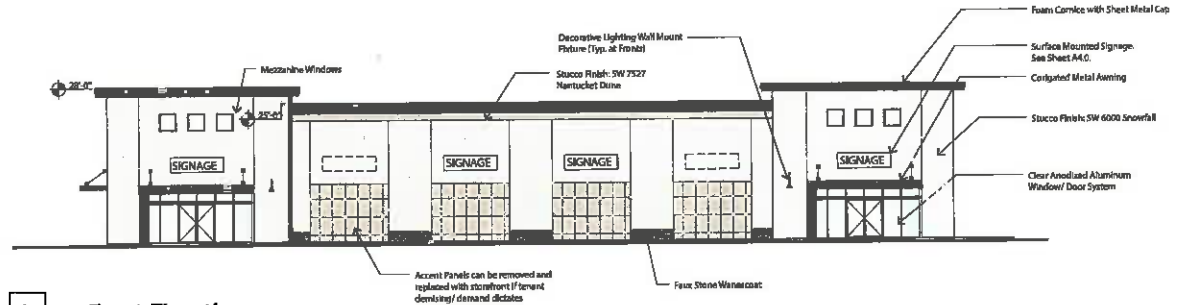 Foam Cornice with Sheet Metal Cap
Decorative Lighting Wall Mount
Fixture (Typ. at Fronts)
Surface Mounted Signage.
See Sheet A4.0.
Mezzanine Windows
Stucco Finish: SW 7527
Nantucket Dune
Corigated Metal Awning
28'-0"
25'-0"
Stucco Finish: SW 6000 Snowfall
SIGNAGE
SIGNAGE
SIGNAGE
SIGNAGE
Clear Anodized Aluminum
Window/ Door System
Accent Panels can be removed and
replaced with storefront if tenant
demising/ demand dictates
Faux Stone Wanescoat